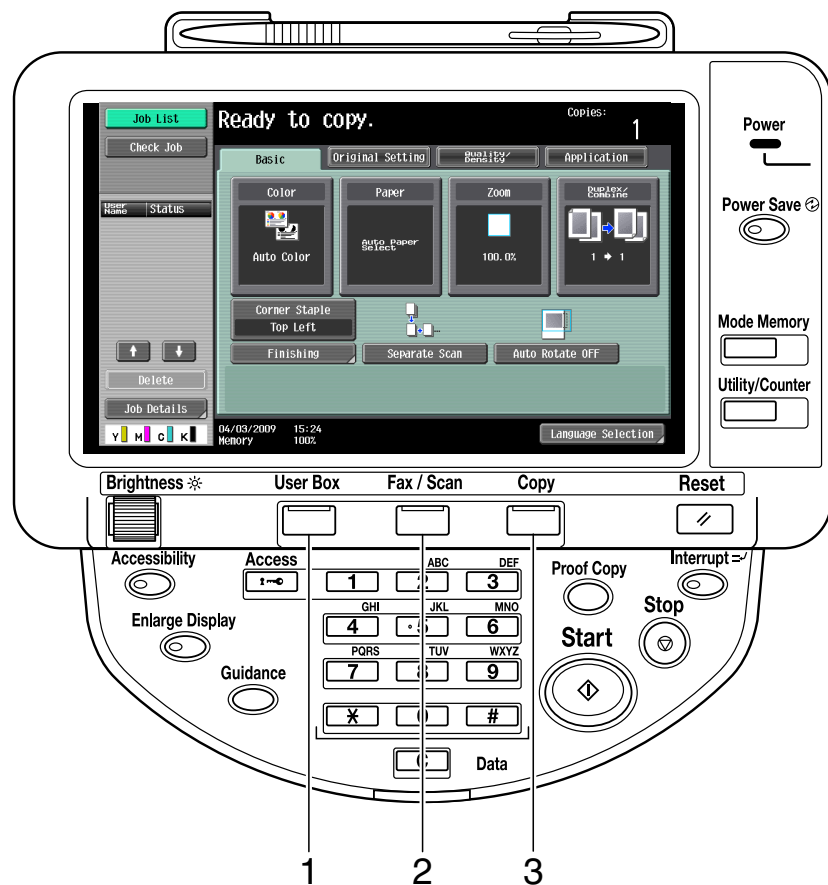 Job List
Ready to copy.
Copies:
1
Check Job
Basic
Original Setting
Quality/
Density
Application
User
Name
Status
Color
Paper
Zoom
Duplex/
Combine
Auto Color
Auto Paper
Select
100.0%
1 → 1
Corner Staple
Top Left
Finishing
Separate Scan
Auto Rotate OFF
↑
↓
Delete
Job Details
Y M C K
04/03/2009 15:24
Memory 100%
Language Selection
Power
Power Save
Mode Memory
Utility/Counter
Brightness
User Box
Fax / Scan
Copy
Reset
Accessibility
Access
ABC
DEF
1
2
3
Proof Copy
Interrupt
Enlarge Display
GHI
JKL
MNO
4
5
6
Stop
Start
Guidance
PQRS
TUV
WXYZ
7
8
9
*
0
#
C
Data
1
2
3